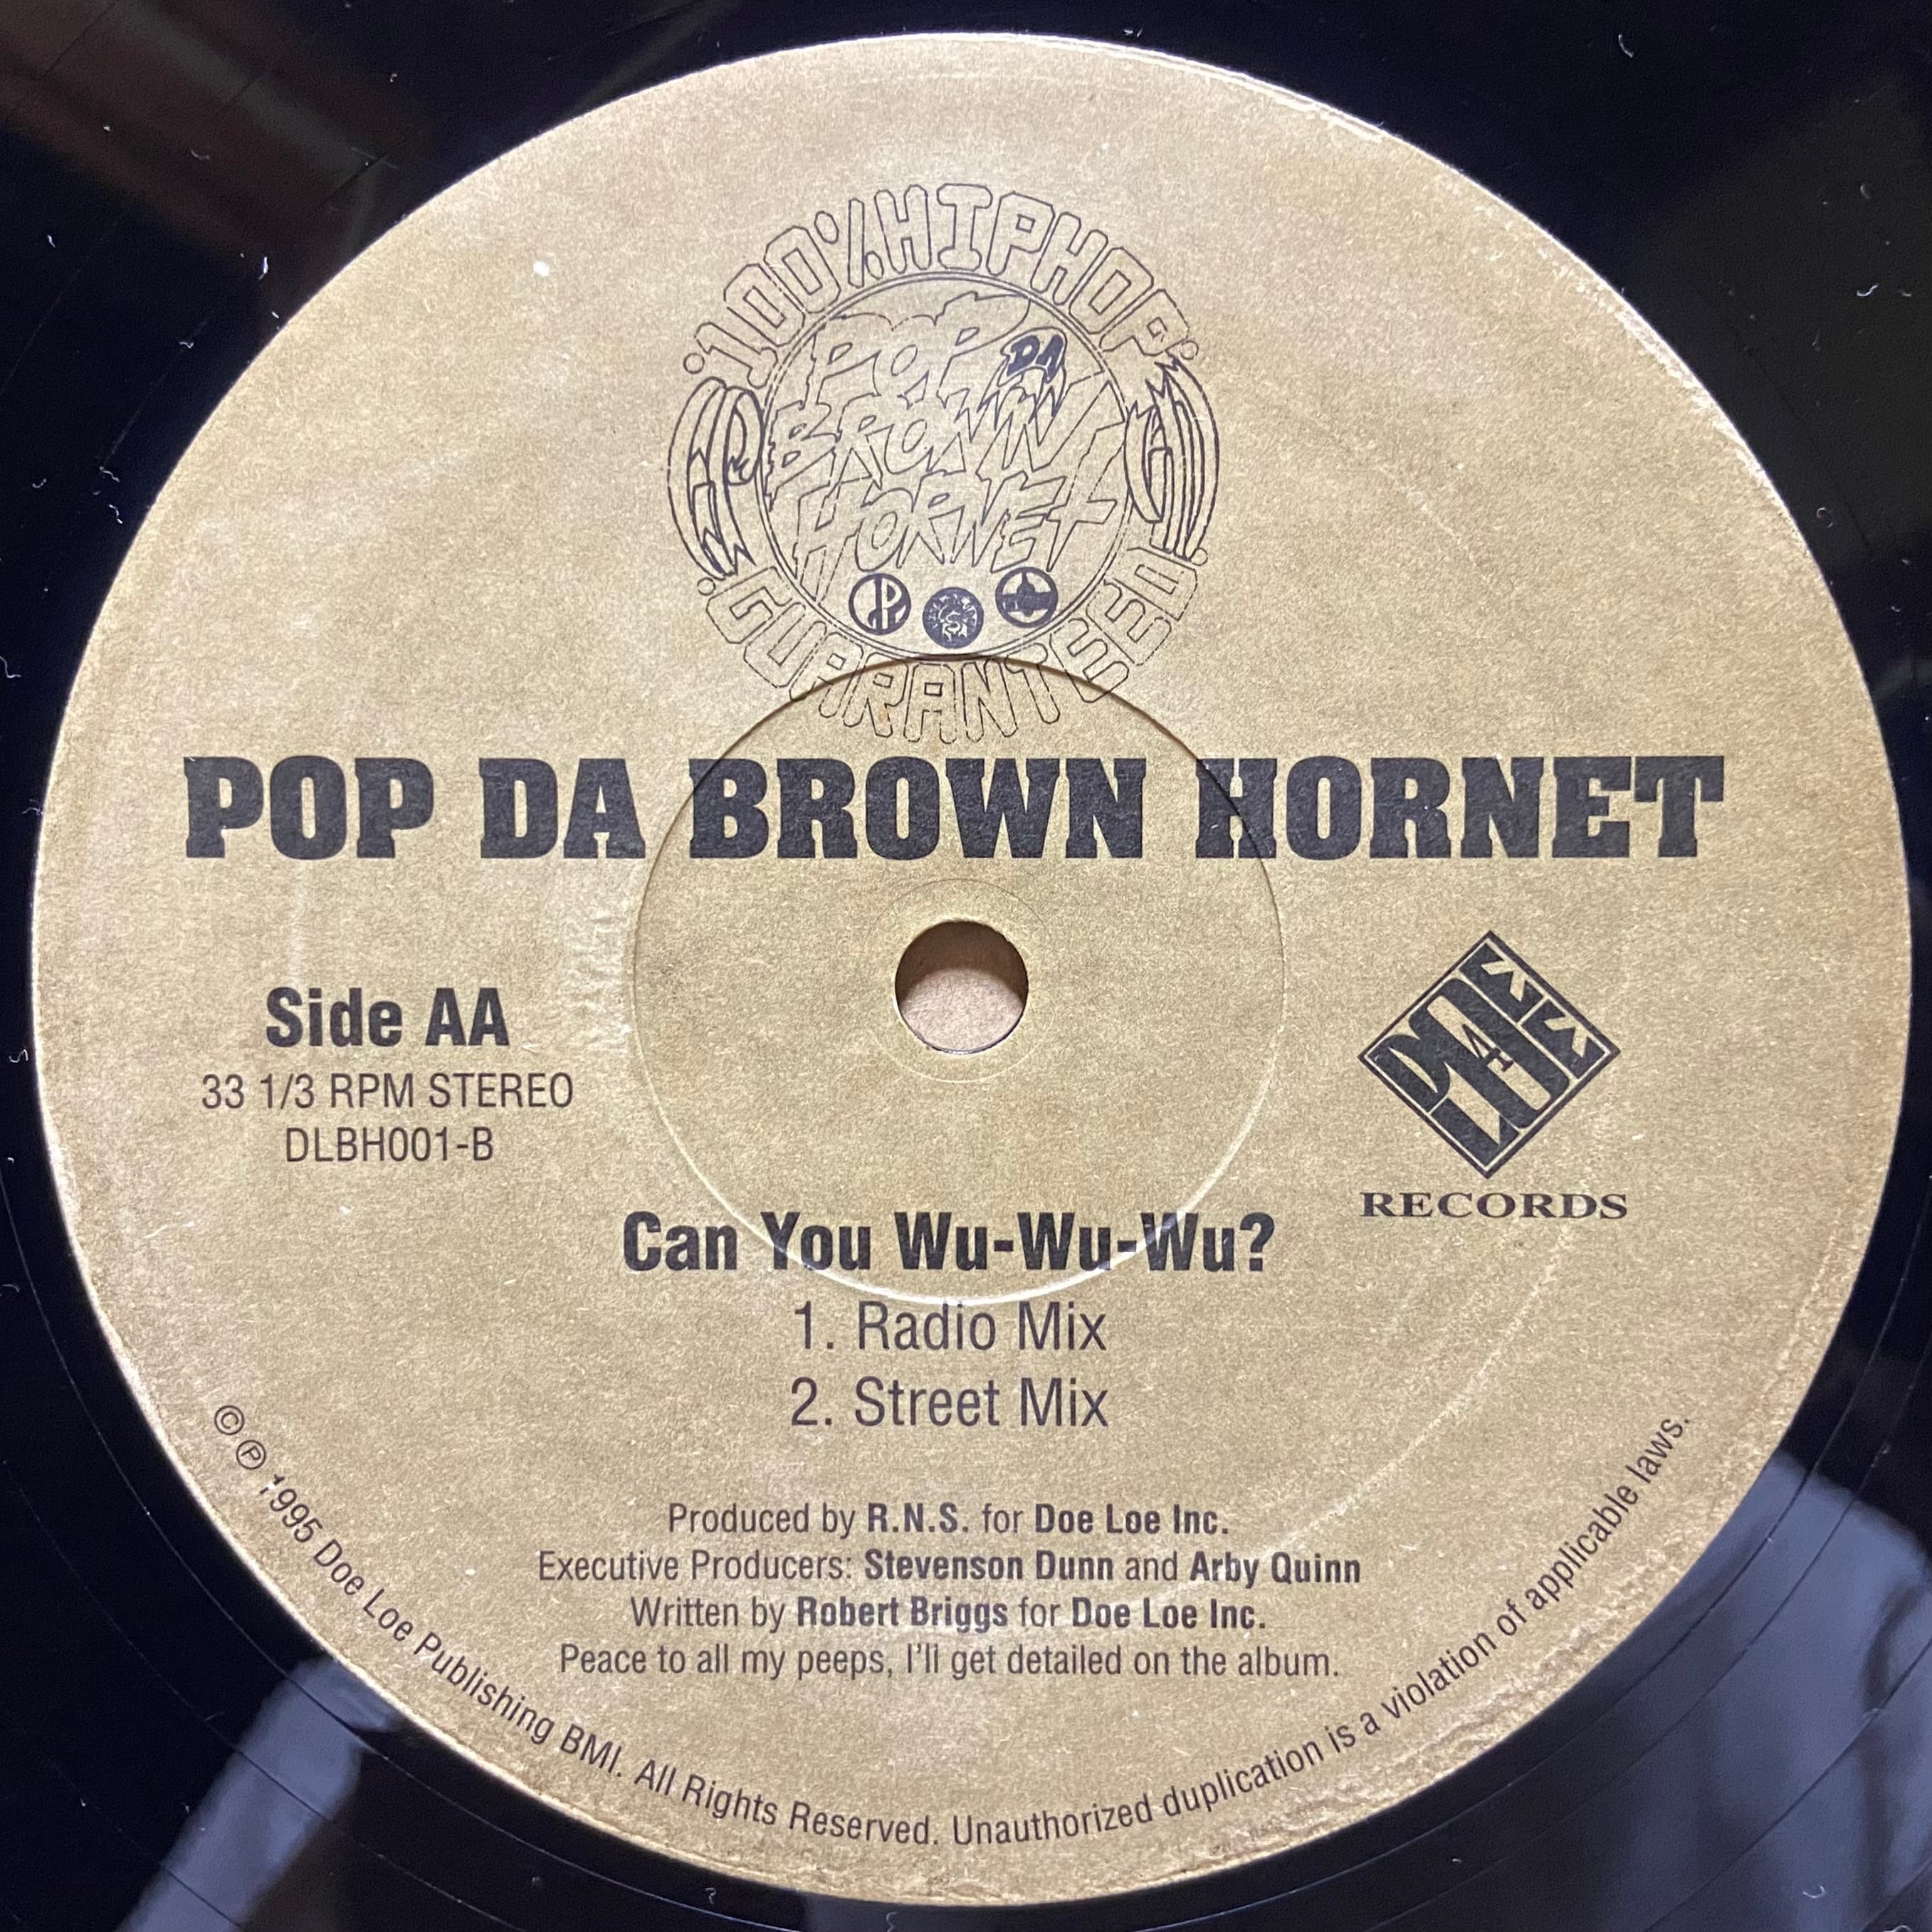 100% HIP HOP
POP DA
BROWN
HORNET
GUARANTEED
POP DA BROWN HORNET
Side AA
33 1/3 RPM STEREO
DLBH001-B
DOE
LOE
RECORDS
Can You Wu-Wu-Wu?
1. Radio Mix
2. Street Mix
Produced by R.N.S. for Doe Loe Inc.
Executive Producers: Stevenson Dunn and Arby Quinn
Written by Robert Briggs for Doe Loe Inc.
Peace to all my peeps, I'll get detailed on the album.
©℗ 1995 Doe Loe Publishing BMI. All Rights Reserved. Unauthorized duplication is a violation of applicable laws.